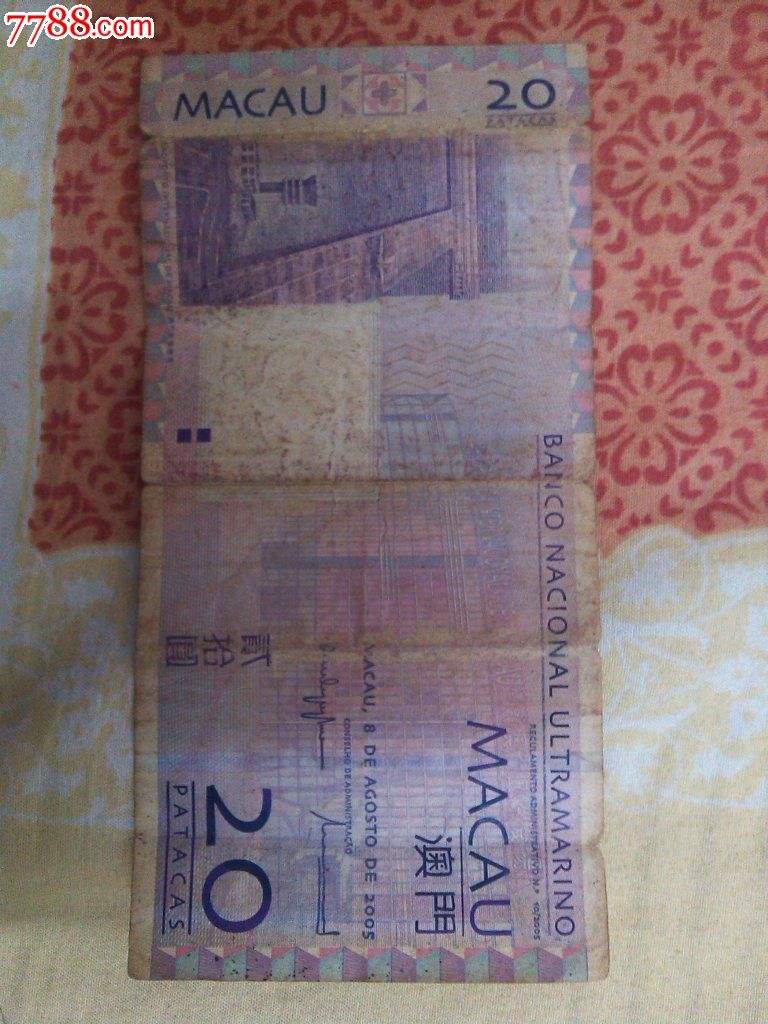 7788.com
MACAU
20
PATACAS
BANCO NACIONAL ULTRAMARINO
REGULAMENTO ADMINISTRATIVO N.º 10/2005
MACAU
澳門
MACAU, 8 DE AGOSTO DE 2005
CONSELHO DE ADMINISTRAÇÃO
貳拾圓
20
PATACAS